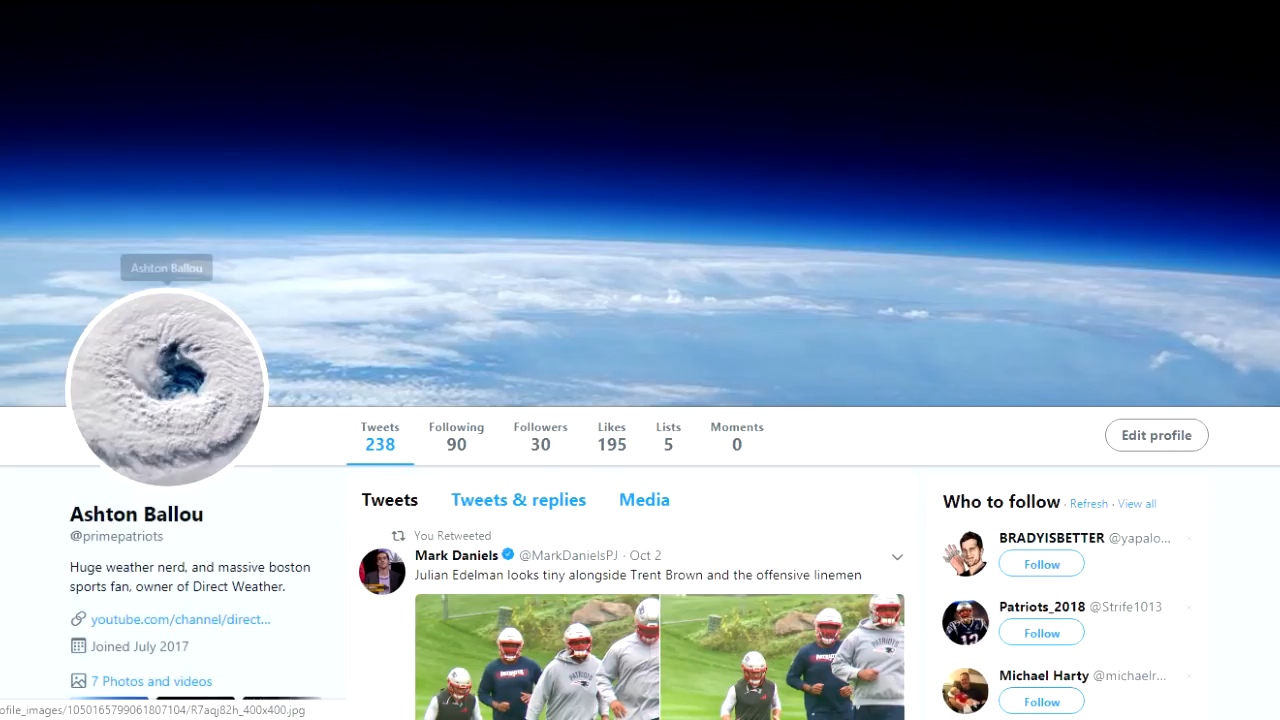 Ashton Ballou
Tweets
238
Following
90
Followers
30
Likes
195
Lists
5
Moments
0
Edit profile
Ashton Ballou
@primepatriots
Huge weather nerd, and massive boston
sports fan, owner of Direct Weather.
youtube.com/channel/direct...
Joined July 2017
7 Photos and videos
Tweets
Tweets & replies
Media
You Retweeted
Mark Daniels @MarkDanielsPJ · Oct 2
Julian Edelman looks tiny alongside Trent Brown and the offensive linemen
PATRIOTS
PATRIOTS
PATRIOTS
PATRIOTS
Who to follow · Refresh · View all
BRADYISBETTER @yapalo...
Follow
Patriots_2018 @Strife1013
Follow
Michael Harty @michaelr...
Follow
ofile_images/1050165799061807104/R7aqj82h_400x400.jpg